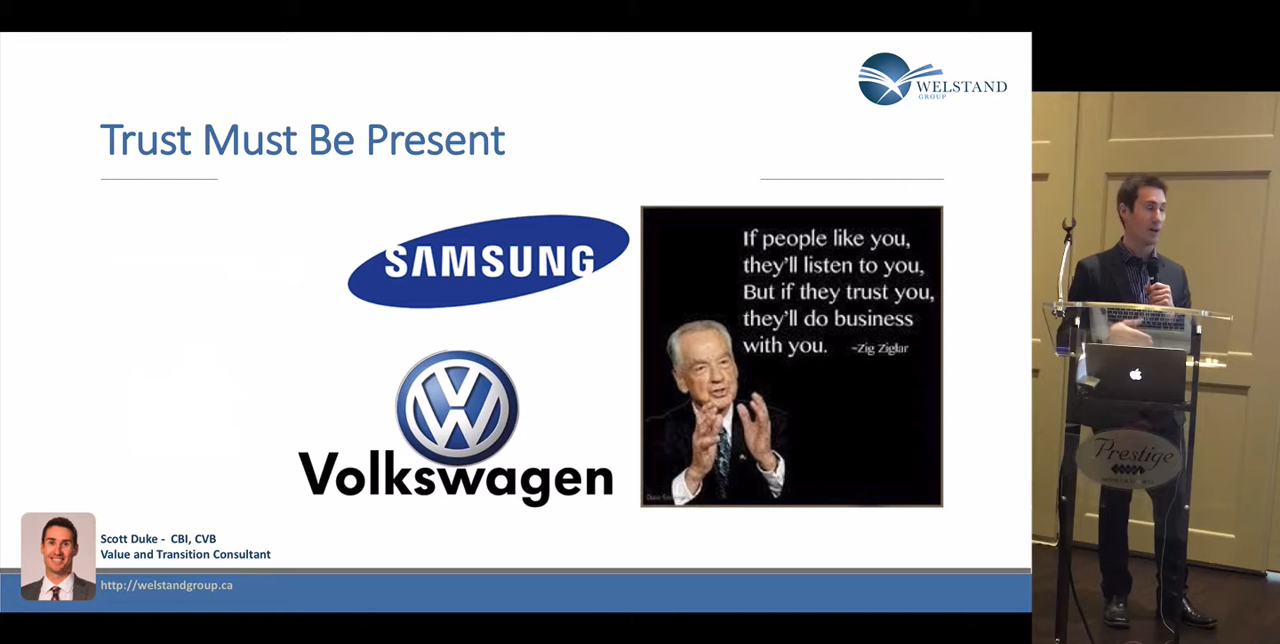 WELSTAND
GROUP
Trust Must Be Present
SAMSUNG
If people like you,
they'll listen to you,
But if they trust you,
they'll do business
with you. ~Zig Ziglar
Volkswagen
Prestige
Scott Duke - CBI, CVB
Value and Transition Consultant
http://welstandgroup.ca